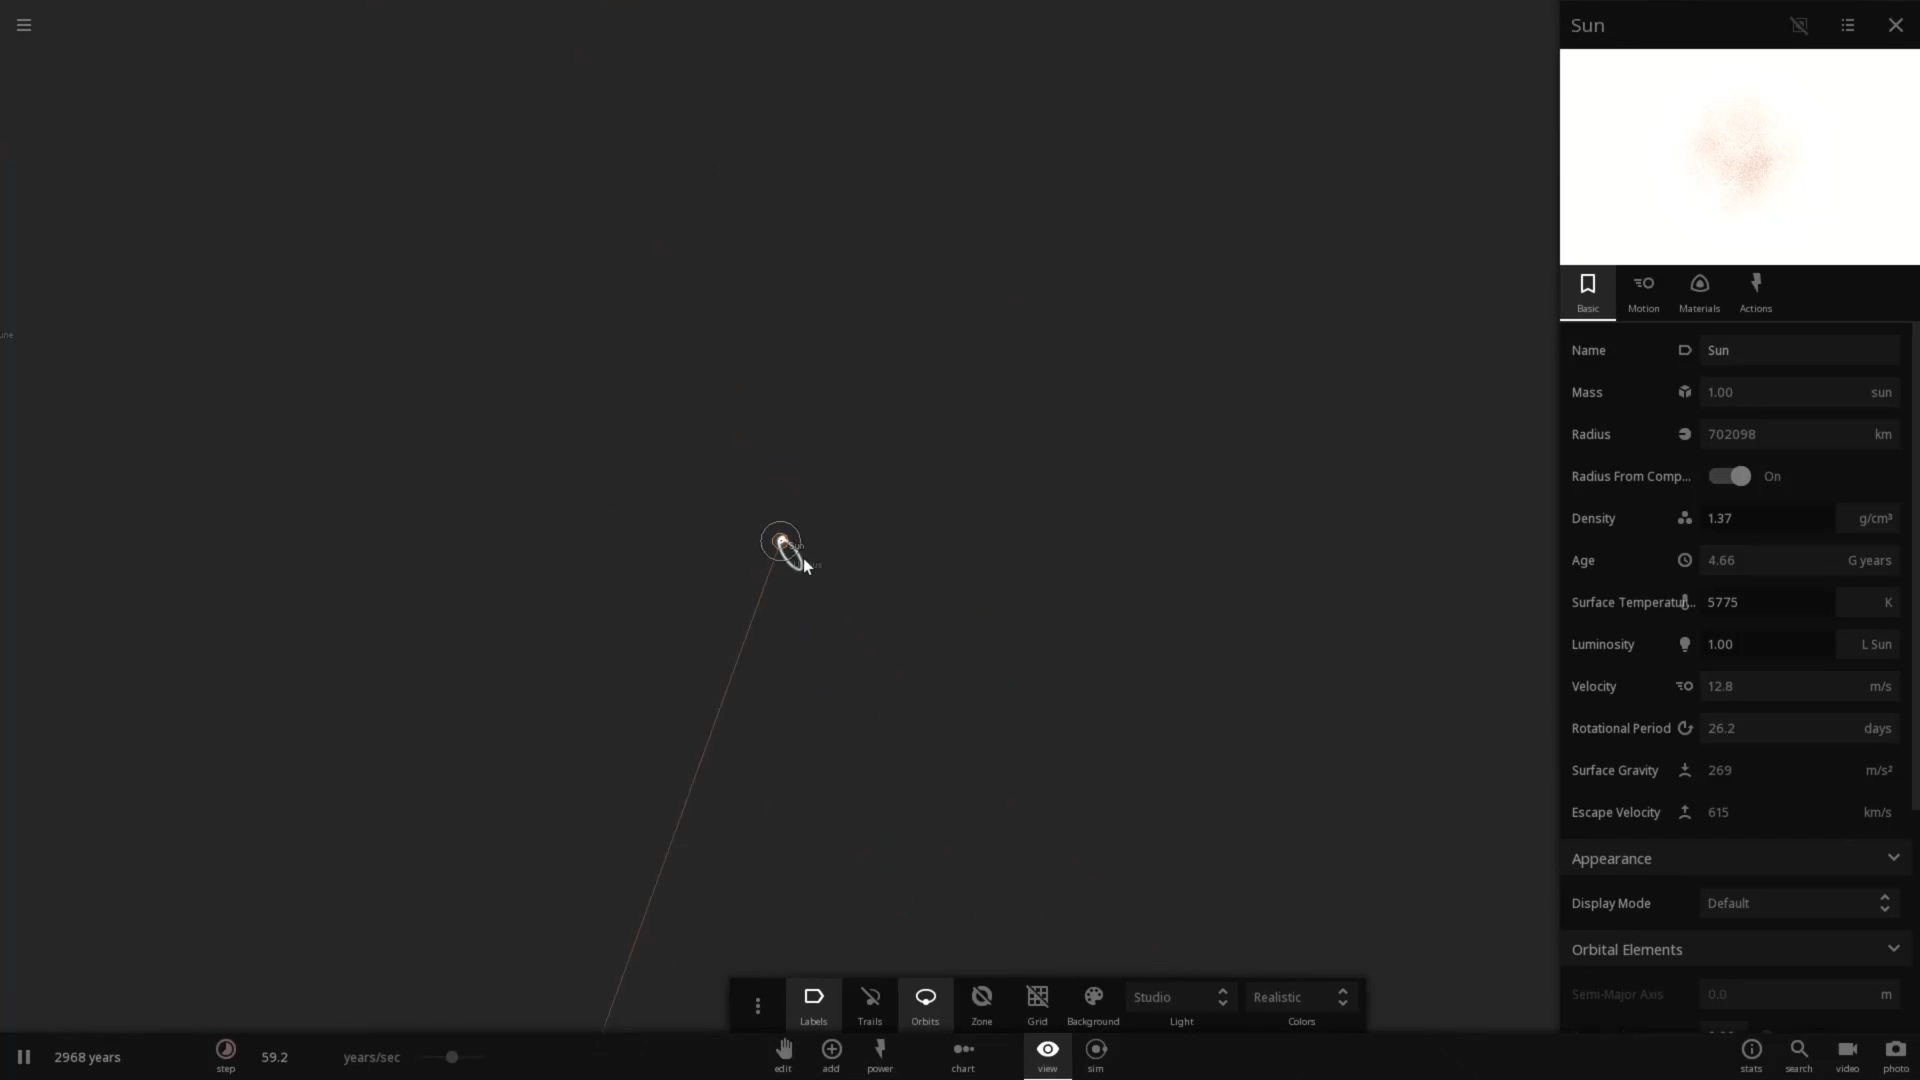 Sun
une
Sun
us
Basic
Motion
Materials
Actions
Name
Sun
Mass
1.00
sun
Radius
702098
km
Radius From Comp...
On
Density
1.37
g/cm³
Age
4.66
G years
Surface Temperatur...
5775
K
Luminosity
1.00
L Sun
Velocity
12.8
m/s
Rotational Period
26.2
days
Surface Gravity
269
m/s²
Escape Velocity
615
km/s
Appearance
Display Mode
Default
Orbital Elements
Semi-Major Axis
0.0
m
Labels
Trails
Orbits
Zone
Grid
Background
Studio
Light
Realistic
Colors
2968 years
step
59.2
years/sec
edit
add
power
chart
view
sim
stats
search
video
photo